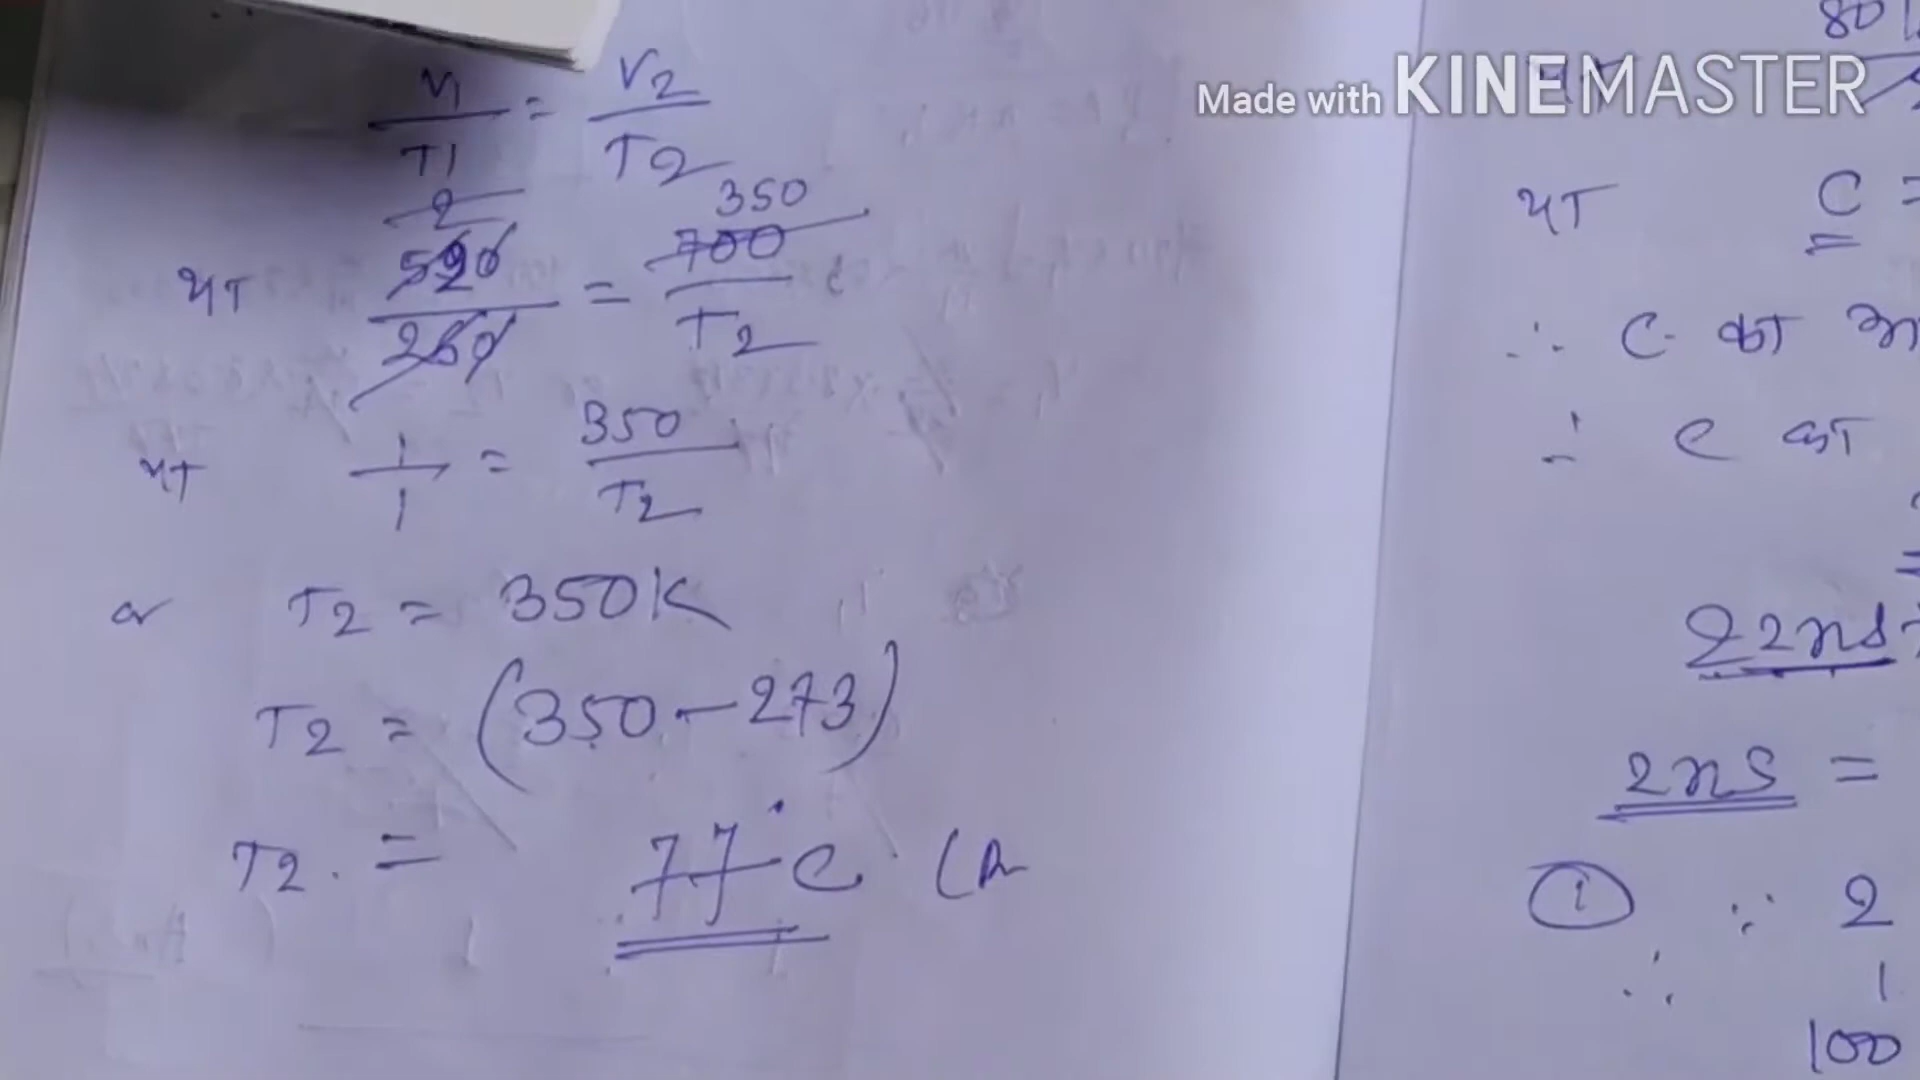 Made with KINEMASTER
V1/T1 = V2/T2
2 350
या 520/260 = 700/T2
या 1/1 = 350/T2
or T2 = 350K
T2 = (350 - 273)
T2. = 77°C
80
या C =
∴ C का
∴ C का
2ns =
① ∵ 2
∴ 1
100